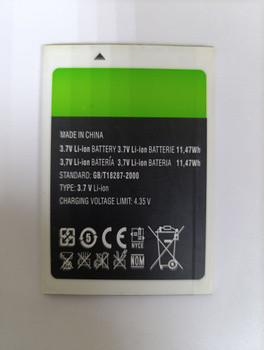 MADE IN CHINA
3.7V Li-ion BATTERY 3.7V Li-ion BATTERIE 11,47Wh
3,7V Li-ion BATERÍA 3,7V Li-ion BATERIA 11,47Wh
STANDARD: GB/T18287-2000
TYPE: 3.7 V Li-ion
CHARGING VOLTAGE LIMIT: 4.35 V
5
NYCE
NOM